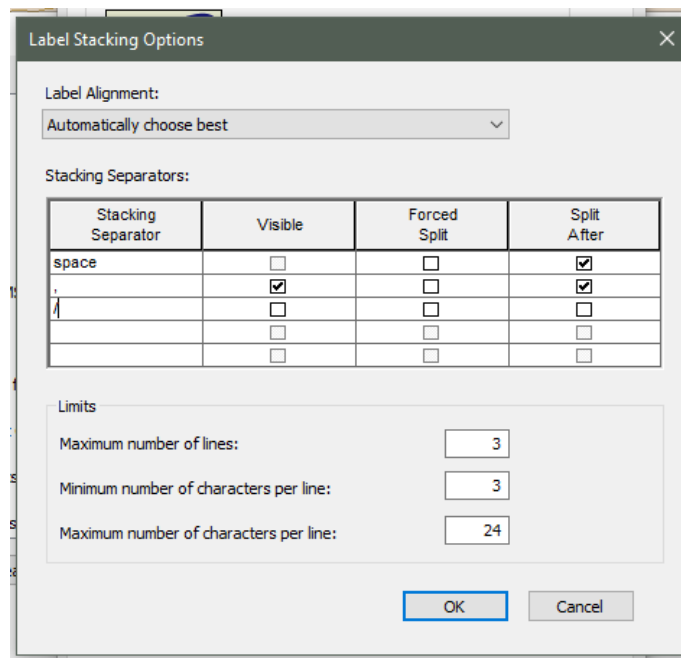 Label Stacking Options
Label Alignment:
Automatically choose best
Stacking Separators:
Stacking Separator Visible Forced Split Split After
space
,
/
Limits
Maximum number of lines: 3
Minimum number of characters per line: 3
Maximum number of characters per line: 24
OK Cancel